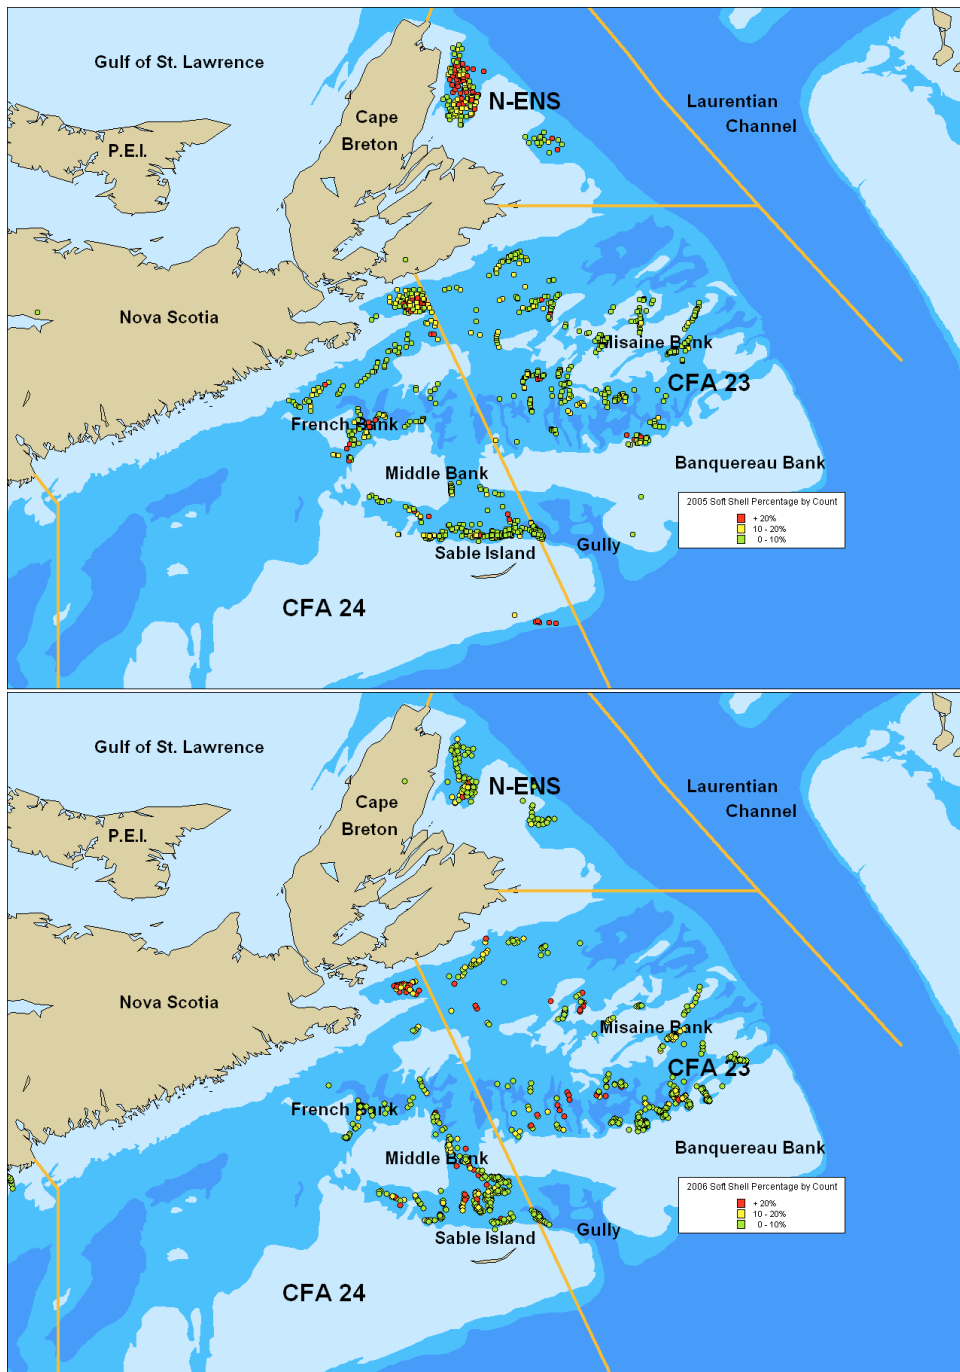 Gulf of St. Lawrence
N-ENS
Laurentian
Channel
Cape
Breton
P.E.I.
Nova Scotia
Misaine Bank
CFA 23
French Bank
Middle Bank
Banquereau Bank
2005 Soft Shell Percentage by Count
+ 20%
10 - 20%
0 - 10%
Gully
Sable Island
CFA 24
Gulf of St. Lawrence
N-ENS
Laurentian
Channel
Cape
Breton
P.E.I.
Nova Scotia
Misaine Bank
CFA 23
French Bank
Middle Bank
Banquereau Bank
2006 Soft Shell Percentage by Count
+ 20%
10 - 20%
0 - 10%
Gully
Sable Island
CFA 24